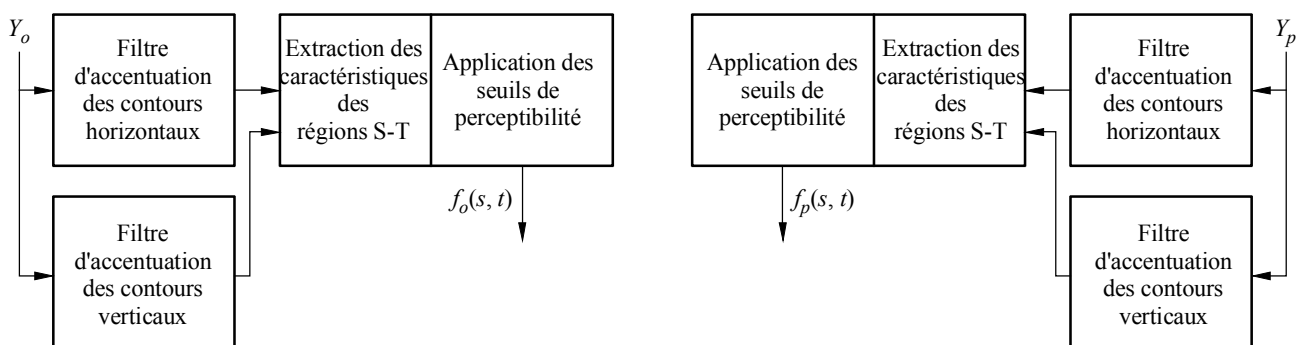 Y_o
Filtre
d'accentuation
des contours
horizontaux
Extraction des
caractéristiques
des
régions S-T
Application des
seuils de
perceptibilité
f_o(s, t)
Filtre
d'accentuation
des contours
verticaux
Application des
seuils de
perceptibilité
Extraction des
caractéristiques
des
régions S-T
Filtre
d'accentuation
des contours
horizontaux
Y_p
f_p(s, t)
Filtre
d'accentuation
des contours
verticaux